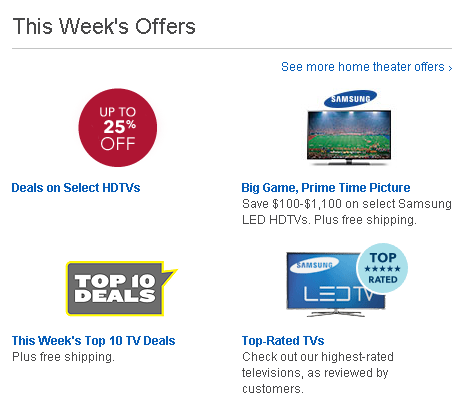 This Week's Offers
See more home theater offers ›
UP TO
25%
OFF
SAMSUNG
Deals on Select HDTVs
Big Game, Prime Time Picture
Save $100-$1,100 on select Samsung
LED HDTVs. Plus free shipping.
TOP 10
DEALS
SAMSUNG
LED TV
TOP
★★★★★
RATED
This Week's Top 10 TV Deals
Plus free shipping.
Top-Rated TVs
Check out our highest-rated
televisions, as reviewed by
customers.